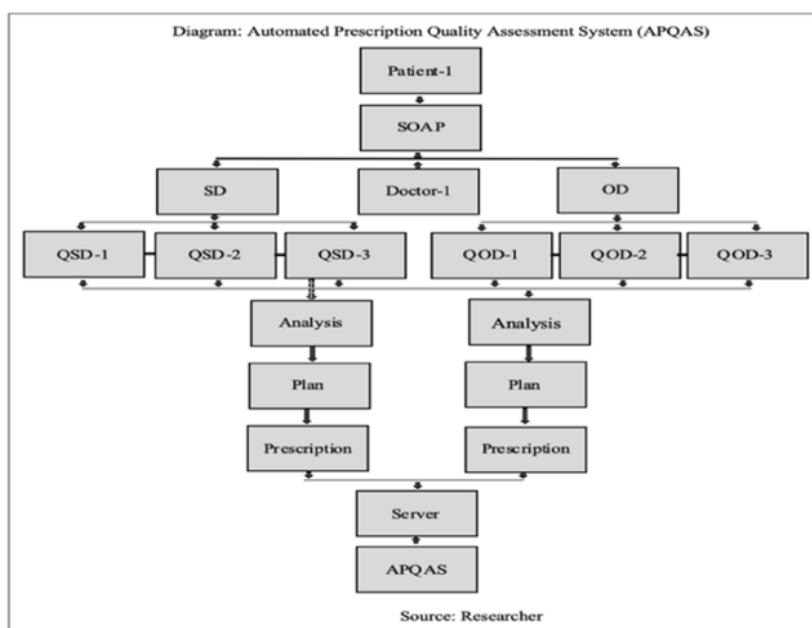 Diagram: Automated Prescription Quality Assessment System (APQAS)
Patient-1
SOAP
SD
Doctor-1
OD
QSD-1
QSD-2
QSD-3
QOD-1
QOD-2
QOD-3
Analysis
Analysis
Plan
Plan
Prescription
Prescription
Server
APQAS
Source: Researcher